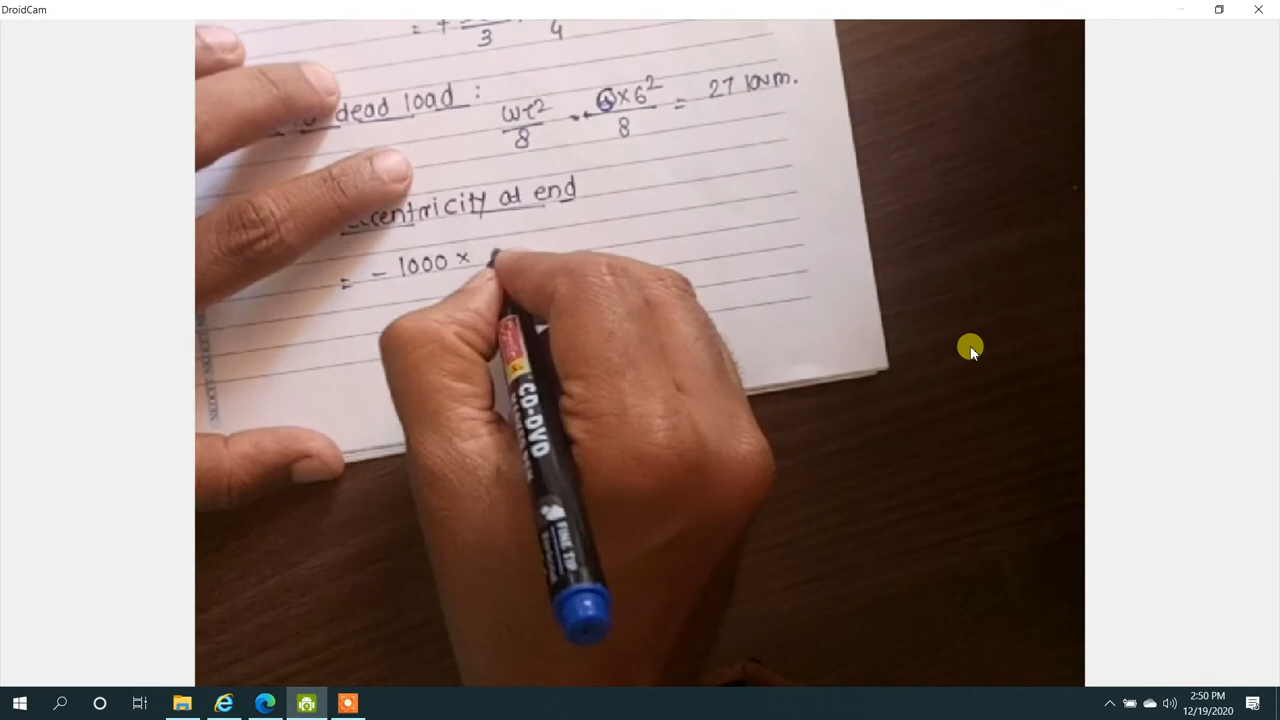 DroidCam
= +
3 4
dead load :
wl²/8 = 6×6²/8 = 27 kNm.
centricity at end
= - 1000 ×
CD-DVD
FINE TIP
2:50 PM
12/19/2020